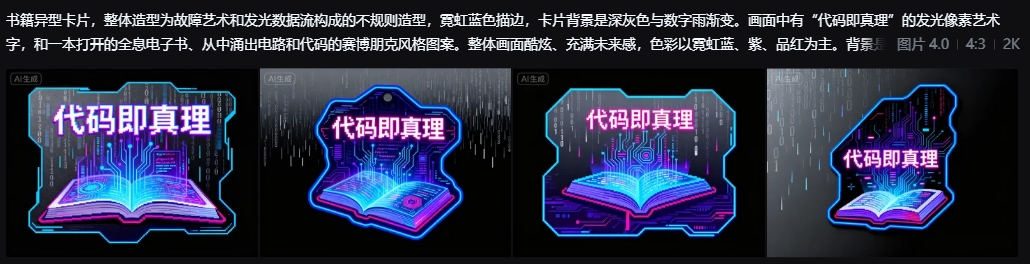 书籍异型卡片，整体造型为故障艺术和发光数据流构成的不规则造型，霓虹蓝色描边，卡片背景是深灰色与数字雨渐变。画面中有“代码即真理”的发光像素艺术
字，和一本打开的全息电子书、从中涌出电路和代码的赛博朋克风格图案。整体画面酷炫、充满未来感，色彩以霓虹蓝、紫、品红为主。背景是 图片 4.0 | 4:3 | 2K
AI生成 AI生成 AI生成 AI生成
代码即真理
代码即真理
代码即真理
代码即真理